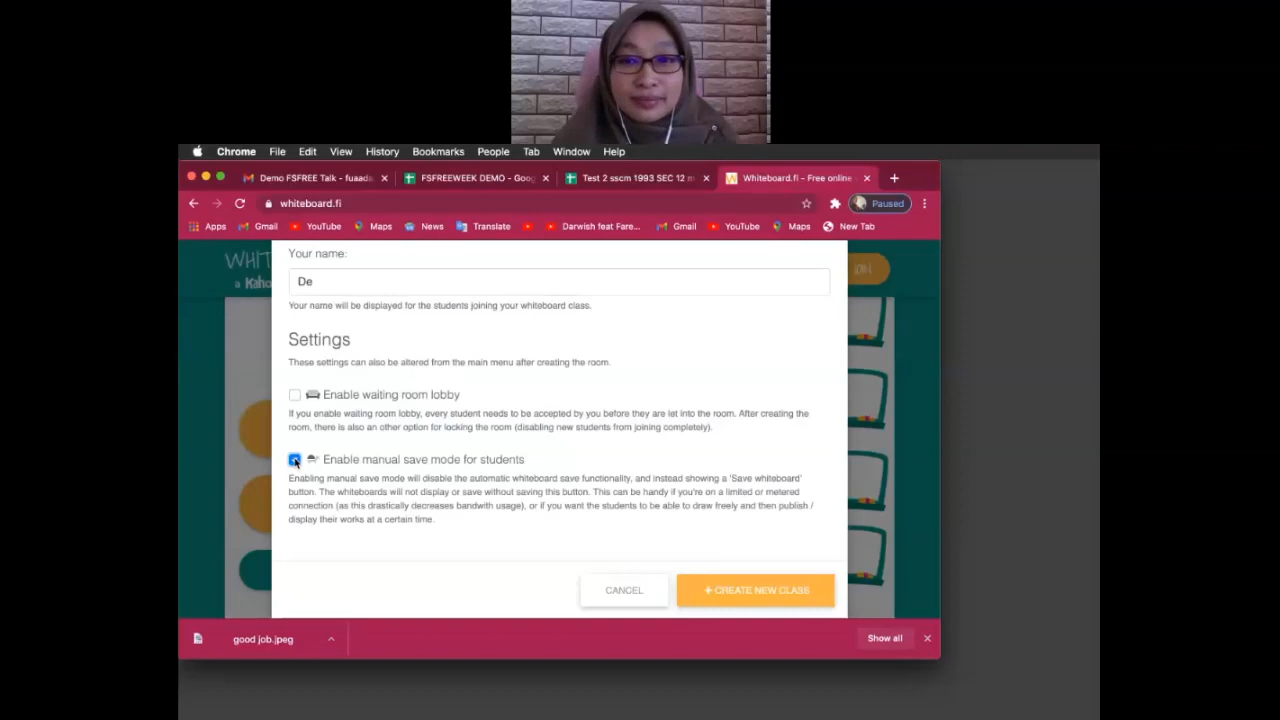 Chrome File Edit View History Bookmarks People Tab Window Help
Demo FSFREE Talk - fuaada
FSFREEWEEK DEMO - Goog
Test 2 sscm 1993 SEC 12 m
Whiteboard.fi - Free online
whiteboard.fi
Paused
Apps Gmail YouTube Maps News Translate Darwish feat Fare... Gmail YouTube Maps New Tab
WHIT
a Kaho
Your name:
De
Your name will be displayed for the students joining your whiteboard class.
Settings
These settings can also be altered from the main menu after creating the room.
Enable waiting room lobby
If you enable waiting room lobby, every student needs to be accepted by you before they are let into the room. After creating the
room, there is also an other option for locking the room (disabling new students from joining completely).
Enable manual save mode for students
Enabling manual save mode will disable the automatic whiteboard save functionality, and instead showing a 'Save whiteboard'
button. The whiteboards will not display or save without saving this button. This can be handy if you're on a limited or metered
connection (as this drastically decreases bandwith usage), or if you want the students to be able to draw freely and then publish /
display their works at a certain time.
CANCEL
+ CREATE NEW CLASS
good job.jpeg
Show all